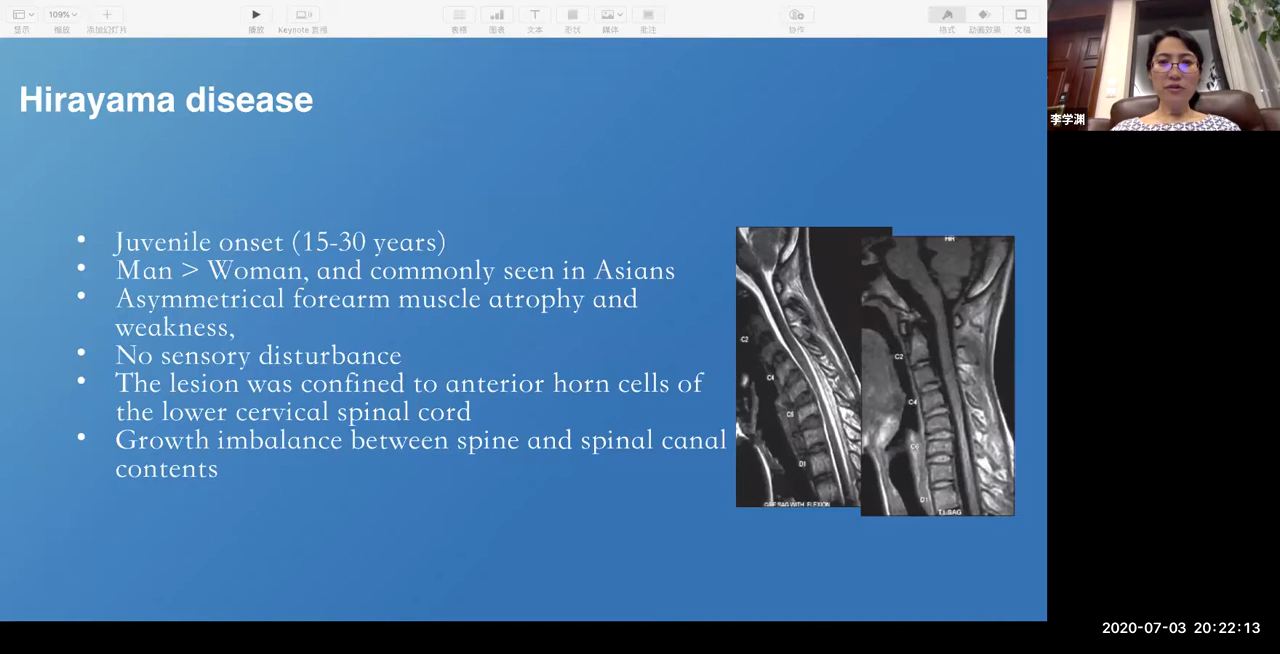 109%
显示
缩放
添加幻灯片
播放
Keynote 直播
表格
图表
文本
形状
媒体
批注
协作
格式
动画效果
文稿
李学渊
Hirayama disease
• Juvenile onset (15-30 years)
• Man > Woman, and commonly seen in Asians
• Asymmetrical forearm muscle atrophy and
weakness,
• No sensory disturbance
• The lesion was confined to anterior horn cells of
the lower cervical spinal cord
• Growth imbalance between spine and spinal canal
contents
C2
C4
C6
D1
SAG WITH FLEXION
C2
C4
C6
D1
T1 SAG
2020-07-03 20:22:13